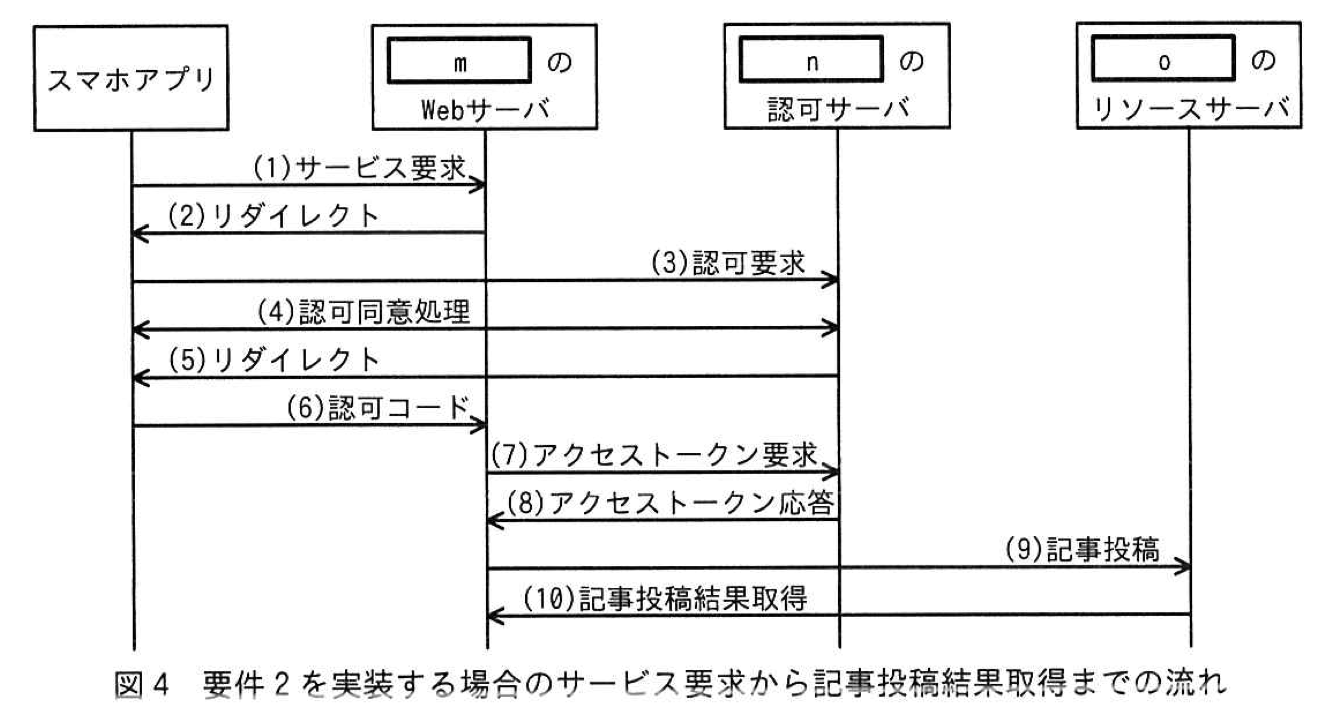 スマホアプリ
m の
Webサーバ
n の
認可サーバ
o の
リソースサーバ
(1)サービス要求
(2)リダイレクト
(3)認可要求
(4)認可同意処理
(5)リダイレクト
(6)認可コード
(7)アクセストークン要求
(8)アクセストークン応答
(9)記事投稿
(10)記事投稿結果取得
図4 要件2を実装する場合のサービス要求から記事投稿結果取得までの流れ